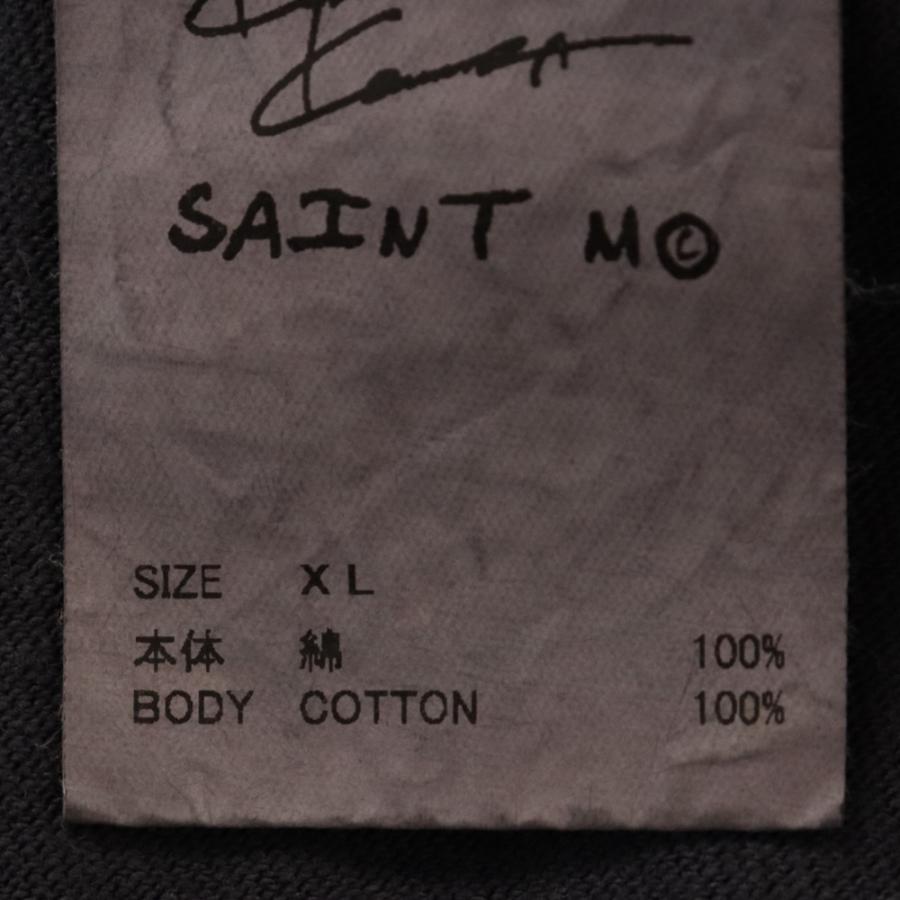 SAINT M©
SIZE XL
本体 綿 100%
BODY COTTON 100%